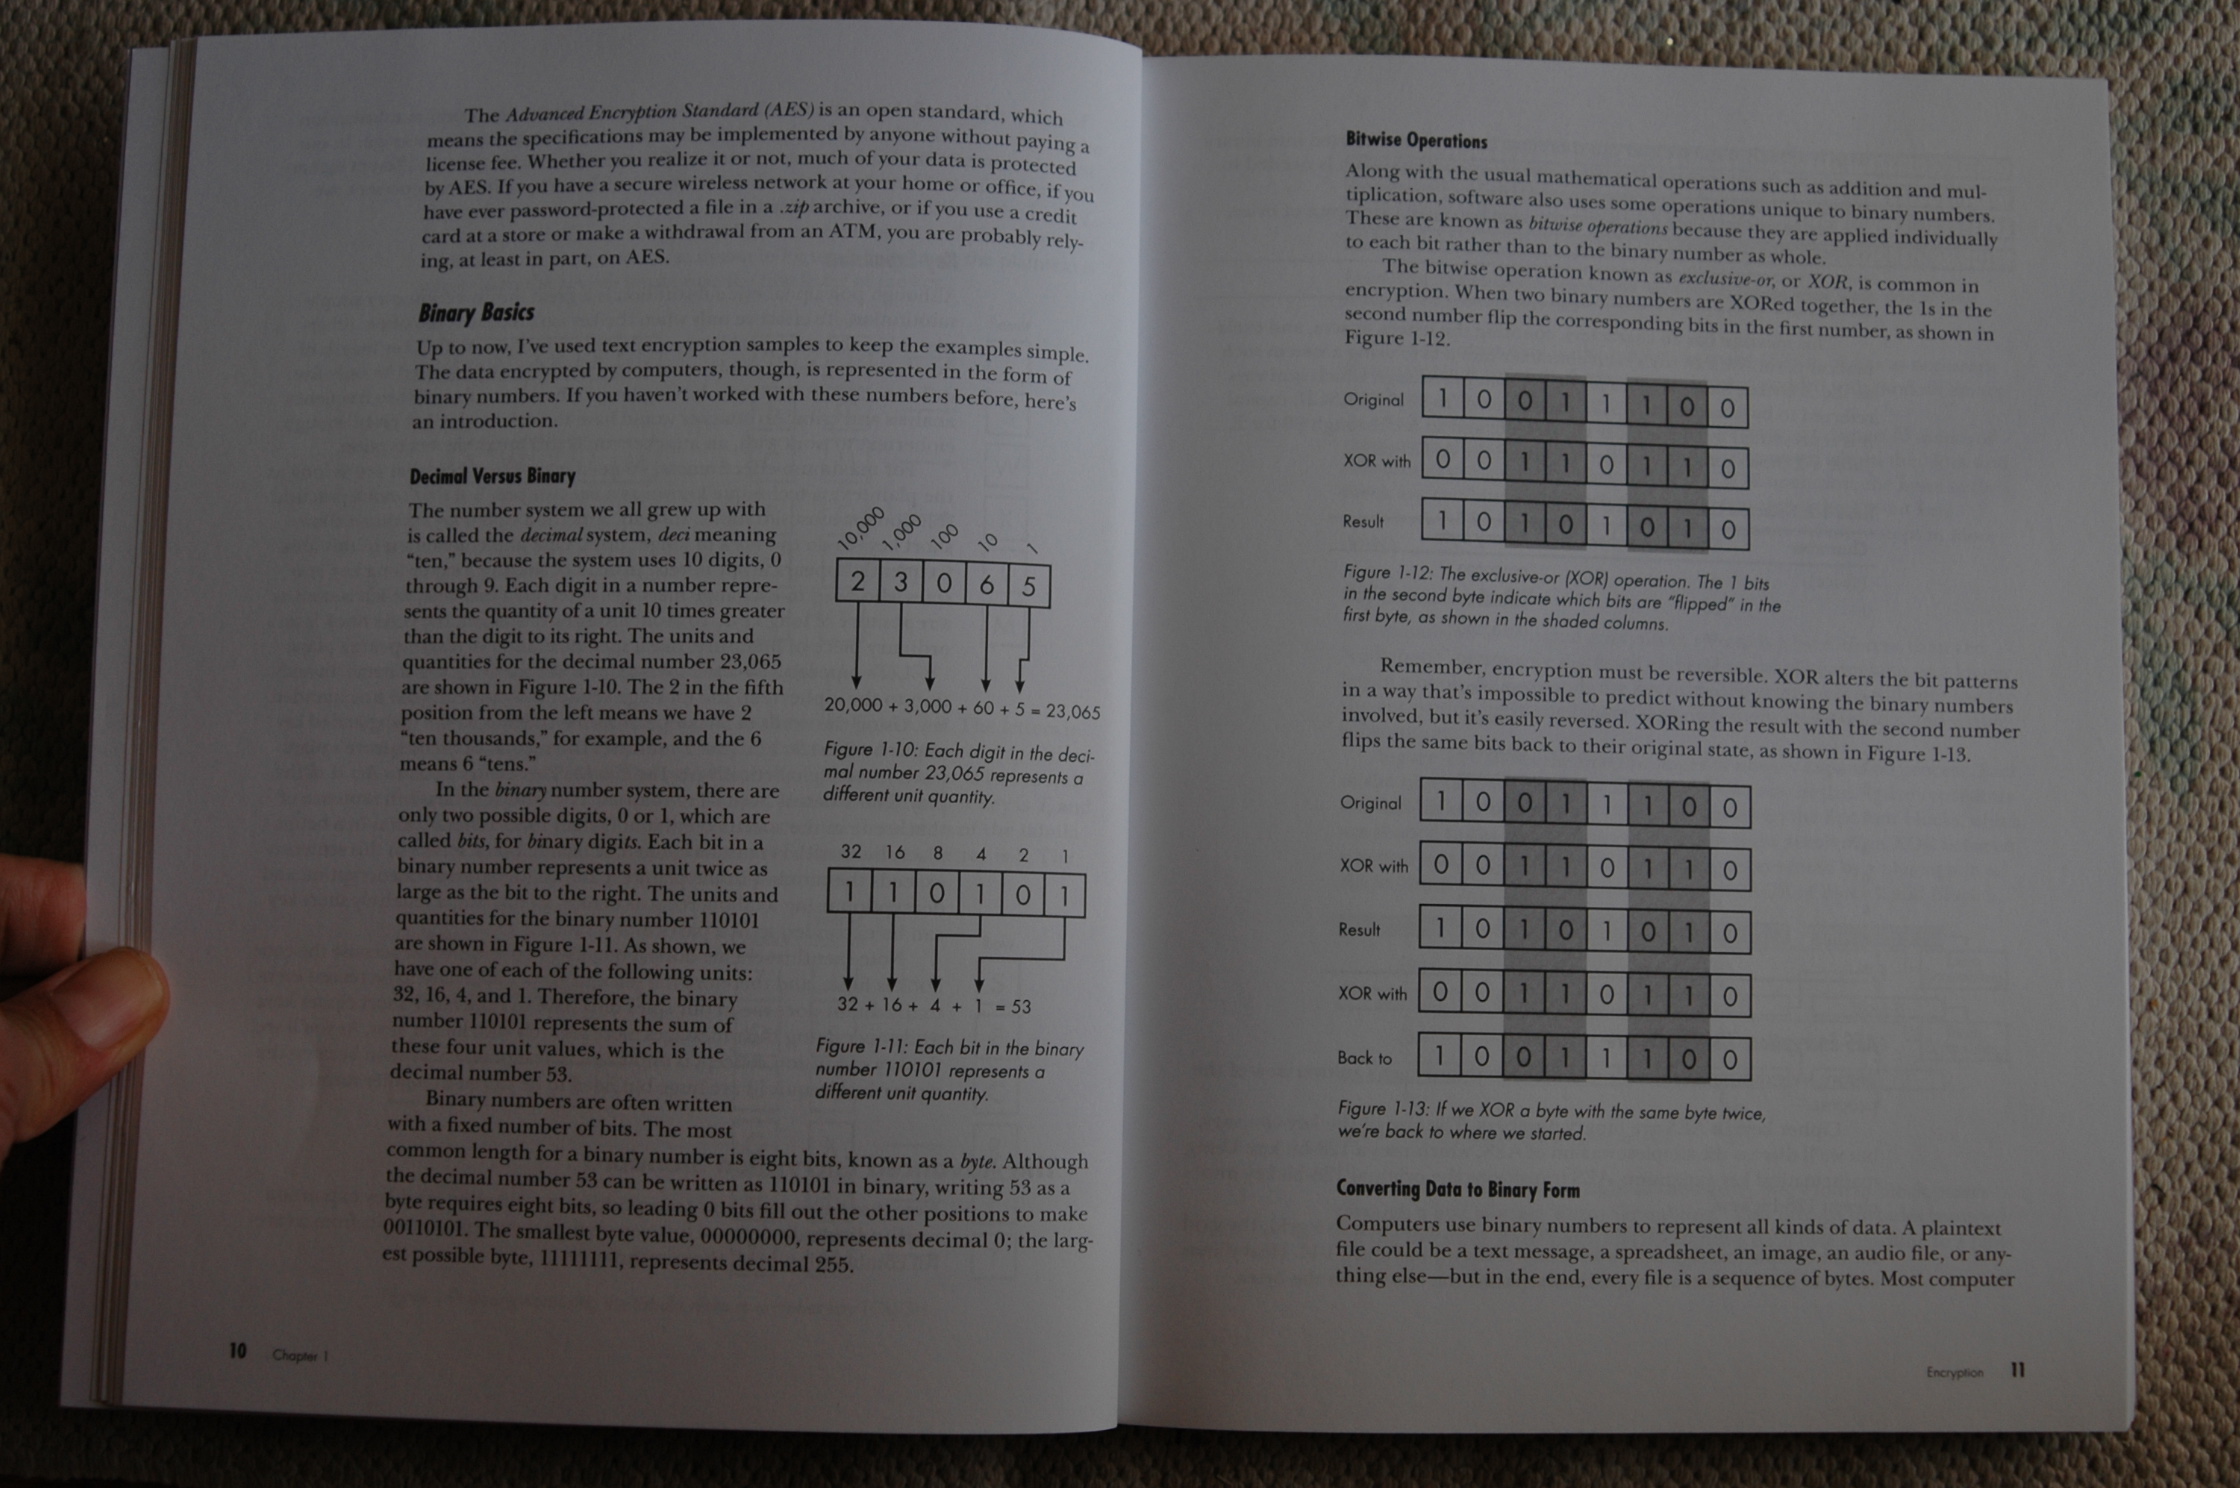 The Advanced Encryption Standard (AES) is an open standard, which
means the specifications may be implemented by anyone without paying a
license fee. Whether you realize it or not, much of your data is protected
by AES. If you have a secure wireless network at your home or office, if you
have ever password-protected a file in a .zip archive, or if you use a credit
card at a store or make a withdrawal from an ATM, you are probably rely-
ing, at least in part, on AES.
Binary Basics
Up to now, I've used text encryption samples to keep the examples simple.
The data encrypted by computers, though, is represented in the form of
binary numbers. If you haven't worked with these numbers before, here's
an introduction.
Decimal Versus Binary
The number system we all grew up with
is called the decimal system, deci meaning
“ten,” because the system uses 10 digits, 0
through 9. Each digit in a number repre-
sents the quantity of a unit 10 times greater
than the digit to its right. The units and
quantities for the decimal number 23,065
are shown in Figure 1-10. The 2 in the fifth
position from the left means we have 2
“ten thousands,” for example, and the 6
means 6 “tens.”
In the binary number system, there are
only two possible digits, 0 or 1, which are
called bits, for binary digits. Each bit in a
binary number represents a unit twice as
large as the bit to the right. The units and
quantities for the binary number 110101
are shown in Figure 1-11. As shown, we
have one of each of the following units:
32, 16, 4, and 1. Therefore, the binary
number 110101 represents the sum of
these four unit values, which is the
decimal number 53.
Binary numbers are often written
with a fixed number of bits. The most
common length for a binary number is eight bits, known as a byte. Although
the decimal number 53 can be written as 110101 in binary, writing 53 as a
byte requires eight bits, so leading 0 bits fill out the other positions to make
00110101. The smallest byte value, 00000000, represents decimal 0; the larg-
est possible byte, 11111111, represents decimal 255.
10,000 1,000 100 10 1
2 3 0 6 5
20,000 + 3,000 + 60 + 5 = 23,065
Figure 1-10: Each digit in the deci-
mal number 23,065 represents a
different unit quantity.
32 16 8 4 2 1
1 1 0 1 0 1
32 + 16 + 4 + 1 = 53
Figure 1-11: Each bit in the binary
number 110101 represents a
different unit quantity.
10 Chapter 1
Bitwise Operations
Along with the usual mathematical operations such as addition and mul-
tiplication, software also uses some operations unique to binary numbers.
These are known as bitwise operations because they are applied individually
to each bit rather than to the binary number as whole.
The bitwise operation known as exclusive-or, or XOR, is common in
encryption. When two binary numbers are XORed together, the 1s in the
second number flip the corresponding bits in the first number, as shown in
Figure 1-12.
Original 1 0 0 1 1 1 0 0
XOR with 0 0 1 1 0 1 1 0
Result 1 0 1 0 1 0 1 0
Figure 1-12: The exclusive-or (XOR) operation. The 1 bits
in the second byte indicate which bits are “flipped” in the
first byte, as shown in the shaded columns.
Remember, encryption must be reversible. XOR alters the bit patterns
in a way that's impossible to predict without knowing the binary numbers
involved, but it's easily reversed. XORing the result with the second number
flips the same bits back to their original state, as shown in Figure 1-13.
Original 1 0 0 1 1 1 0 0
XOR with 0 0 1 1 0 1 1 0
Result 1 0 1 0 1 0 1 0
XOR with 0 0 1 1 0 1 1 0
Back to 1 0 0 1 1 1 0 0
Figure 1-13: If we XOR a byte with the same byte twice,
we're back to where we started.
Converting Data to Binary Form
Computers use binary numbers to represent all kinds of data. A plaintext
file could be a text message, a spreadsheet, an image, an audio file, or any-
thing else—but in the end, every file is a sequence of bytes. Most computer
Encryption 11